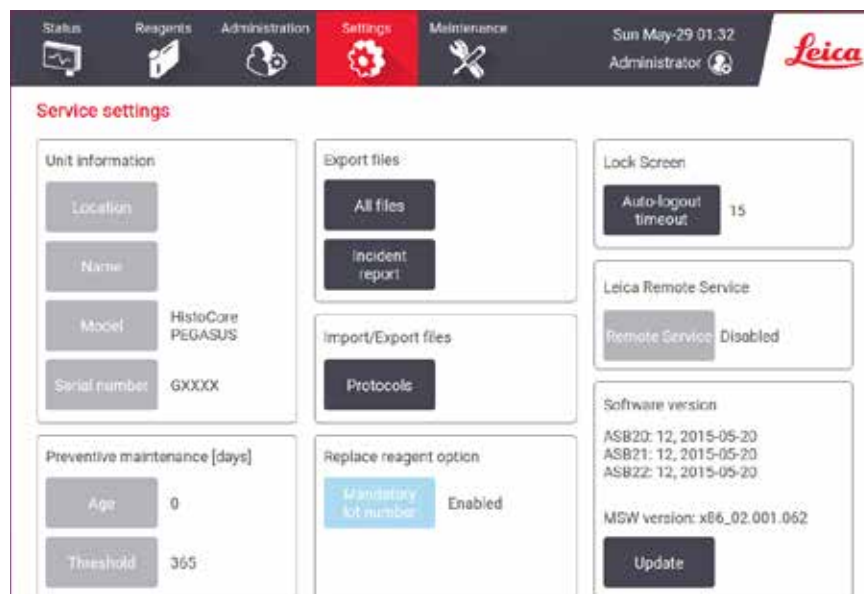 Status Reagents Administration Settings Maintenance
Sun May-29 01:32
Administrator
Leica
Service settings
Unit information
Location
Name
Model
HistoCore
PEGASUS
Serial number
GXXXX
Preventive maintenance [days]
Age
0
Threshold
365
Export files
All files
Incident
report
Import/Export files
Protocols
Replace reagent option
Mandatory
lot number
Enabled
Lock Screen
Auto-logout
timeout
15
Leica Remote Service
Remote Service
Disabled
Software version
ASB20: 12, 2015-05-20
ASB21: 12, 2015-05-20
ASB22: 12, 2015-05-20
MSW version: x86_02.001.062
Update